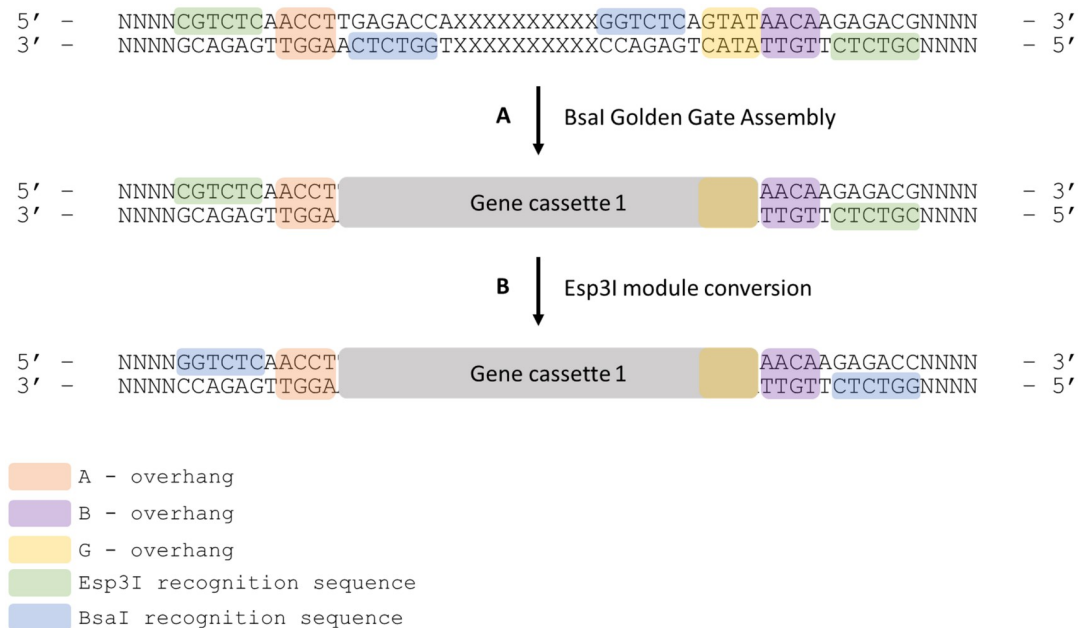 5′ – NNNNCGTCTCAACCTTGAGACCAXXXXXXXXXXGGTCTCAGTATAACAAGAGACGNNNN – 3′
3′ – NNNNGCAGAGTTGGAACTCTGGTXXXXXXXXXXCCAGAGTCATATTGTTCTCTGCNNNN – 5′
A BsaI Golden Gate Assembly
5′ – NNNNCGTCTCAACCT Gene cassette 1 AACAAGAGACGNNNN – 3′
3′ – NNNNGCAGAGTTGGA TTGTTCTCTGCNNNN – 5′
B Esp3I module conversion
5′ – NNNNGGTCTCAACCT Gene cassette 1 AACAAGAGACCNNNN – 3′
3′ – NNNNCCAGAGTTGGA TTGTTCTCTGGNNNN – 5′
A - overhang
B - overhang
G - overhang
Esp3I recognition sequence
BsaI recognition sequence